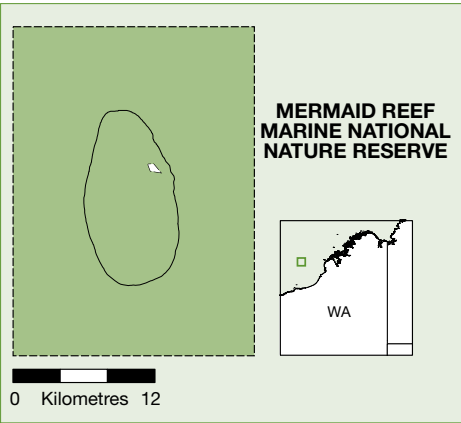 MERMAID REEF
MARINE NATIONAL
NATURE RESERVE
WA
0 Kilometres 12